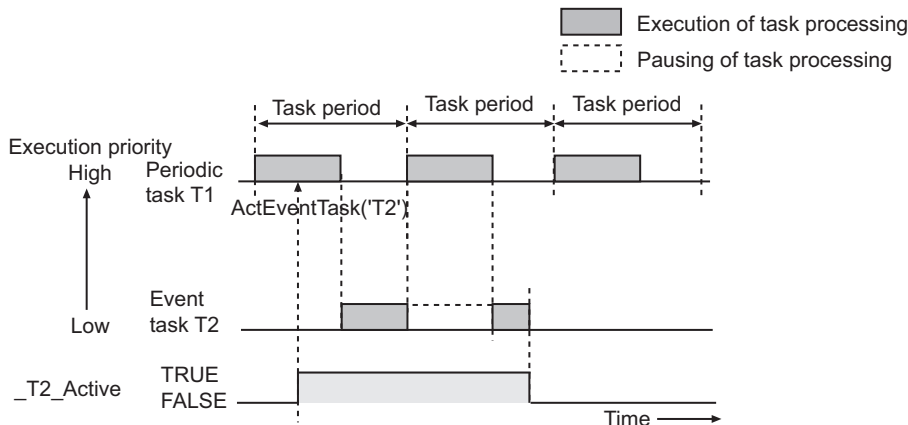 Execution of task processing
Pausing of task processing
Task period
Task period
Task period
Execution priority
High
Periodic
task T1
ActEventTask('T2')
Event
task T2
Low
_T2_Active
TRUE
FALSE
Time